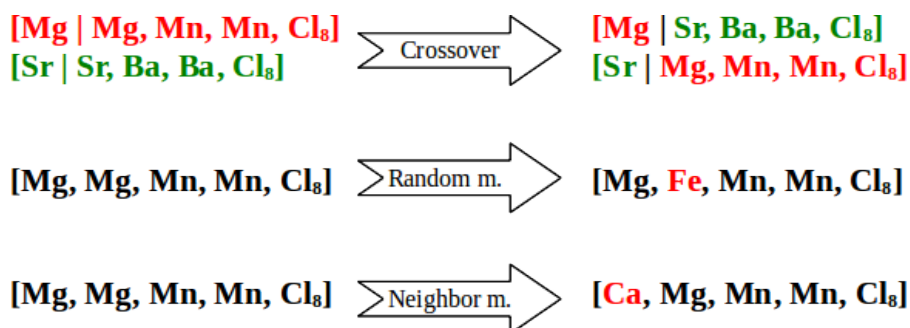 [Mg | Mg, Mn, Mn, Cl₈]
[Sr | Sr, Ba, Ba, Cl₈]
Crossover
[Mg | Sr, Ba, Ba, Cl₈]
[Sr | Mg, Mn, Mn, Cl₈]
[Mg, Mg, Mn, Mn, Cl₈]
Random m.
[Mg, Fe, Mn, Mn, Cl₈]
[Mg, Mg, Mn, Mn, Cl₈]
Neighbor m.
[Ca, Mg, Mn, Mn, Cl₈]